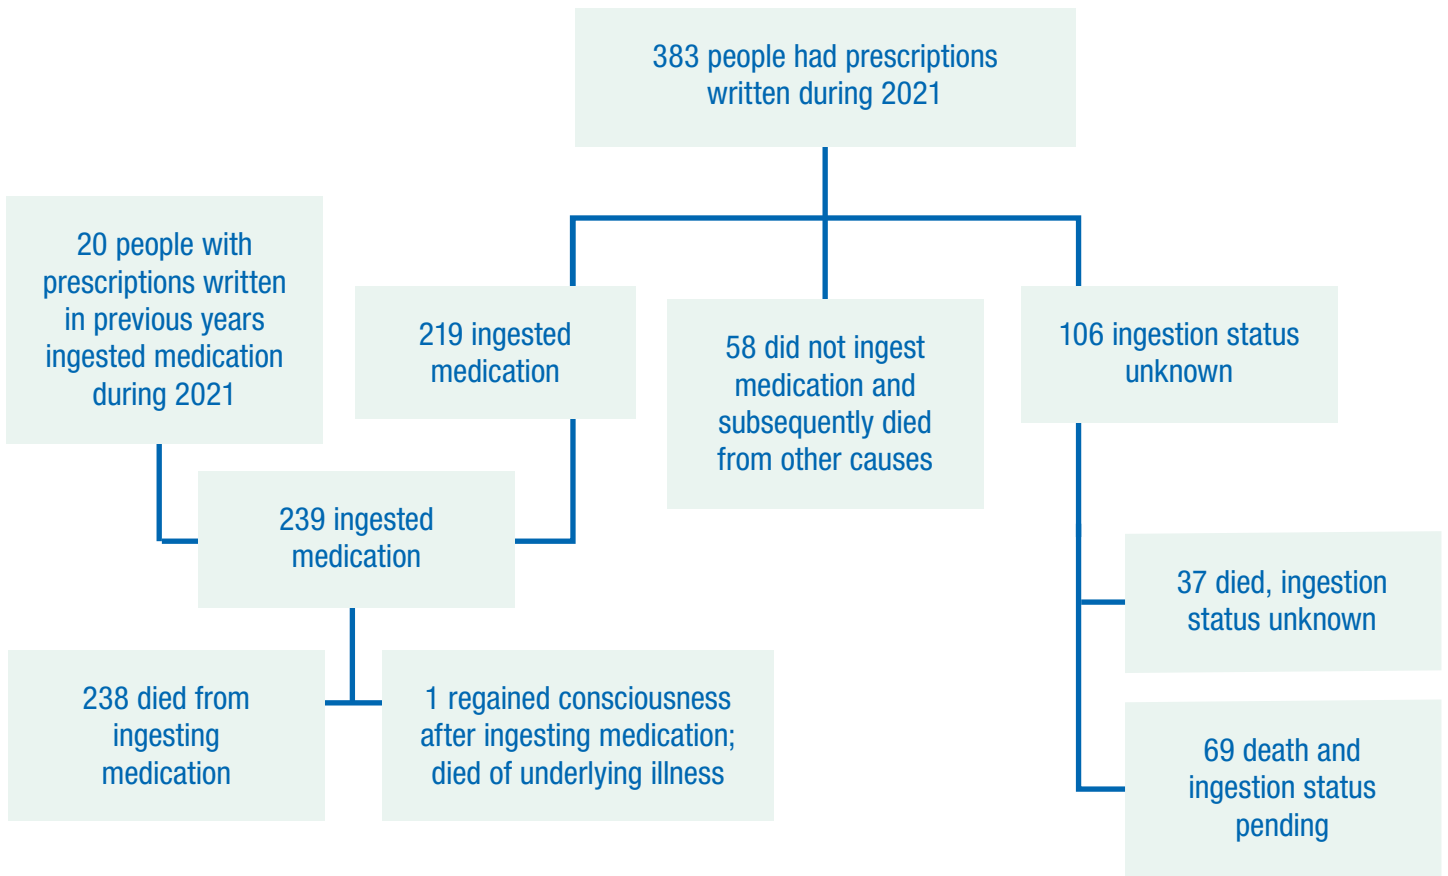 383 people had prescriptions
written during 2021
20 people with
prescriptions written
in previous years
ingested medication
during 2021
219 ingested
medication
58 did not ingest
medication and
subsequently died
from other causes
106 ingestion status
unknown
239 ingested
medication
37 died, ingestion
status unknown
238 died from
ingesting
medication
1 regained consciousness
after ingesting medication;
died of underlying illness
69 death and
ingestion status
pending